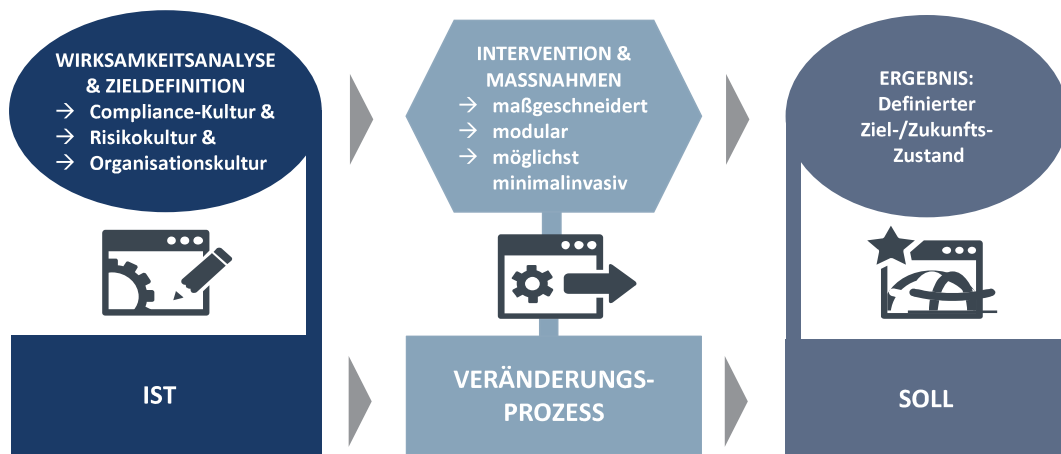 WIRKSAMKEITSANALYSE
& ZIELDEFINITION
→ Compliance-Kultur &
→ Risikokultur &
→ Organisationskultur
INTERVENTION &
MASSNAHMEN
→ maßgeschneidert
→ modular
→ möglichst
minimalinvasiv
ERGEBNIS:
Definierter
Ziel-/Zukunfts-
Zustand
IST
VERÄNDERUNGS-
PROZESS
SOLL